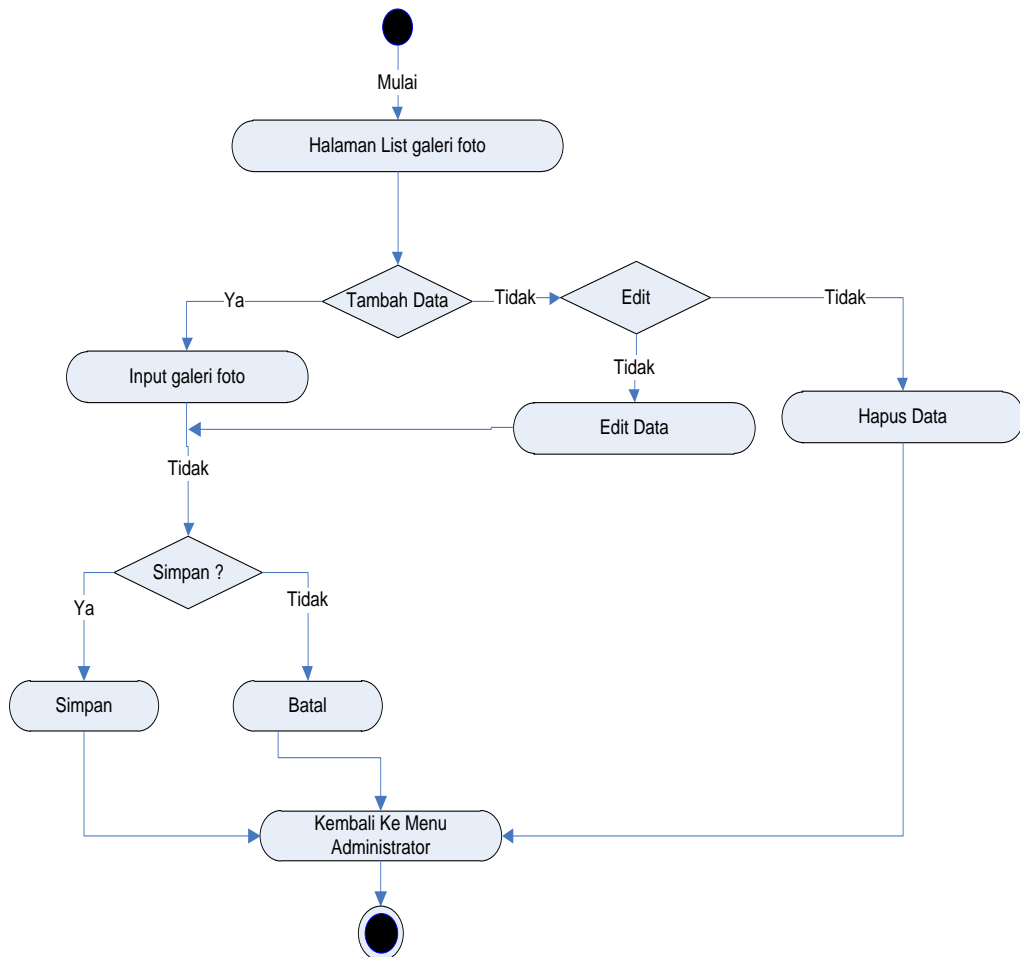 Mulai
Halaman List galeri foto
Tambah Data
Ya
Tidak
Edit
Tidak
Tidak
Input galeri foto
Edit Data
Hapus Data
Tidak
Simpan ?
Ya
Tidak
Simpan
Batal
Kembali Ke Menu
Administrator